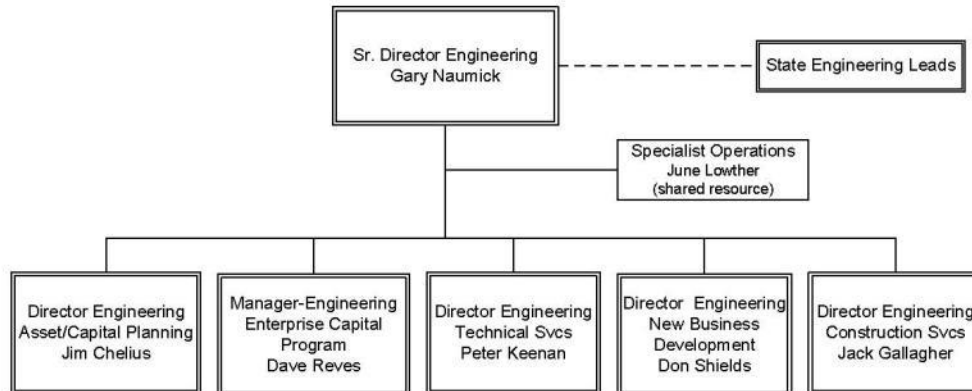 Sr. Director Engineering
Gary Naumick
State Engineering Leads
Specialist Operations
June Lowther
(shared resource)
Director Engineering
Asset/Capital Planning
Jim Chelius
Manager-Engineering
Enterprise Capital
Program
Dave Reves
Director Engineering
Technical Svcs
Peter Keenan
Director Engineering
New Business
Development
Don Shields
Director Engineering
Construction Svcs
Jack Gallagher